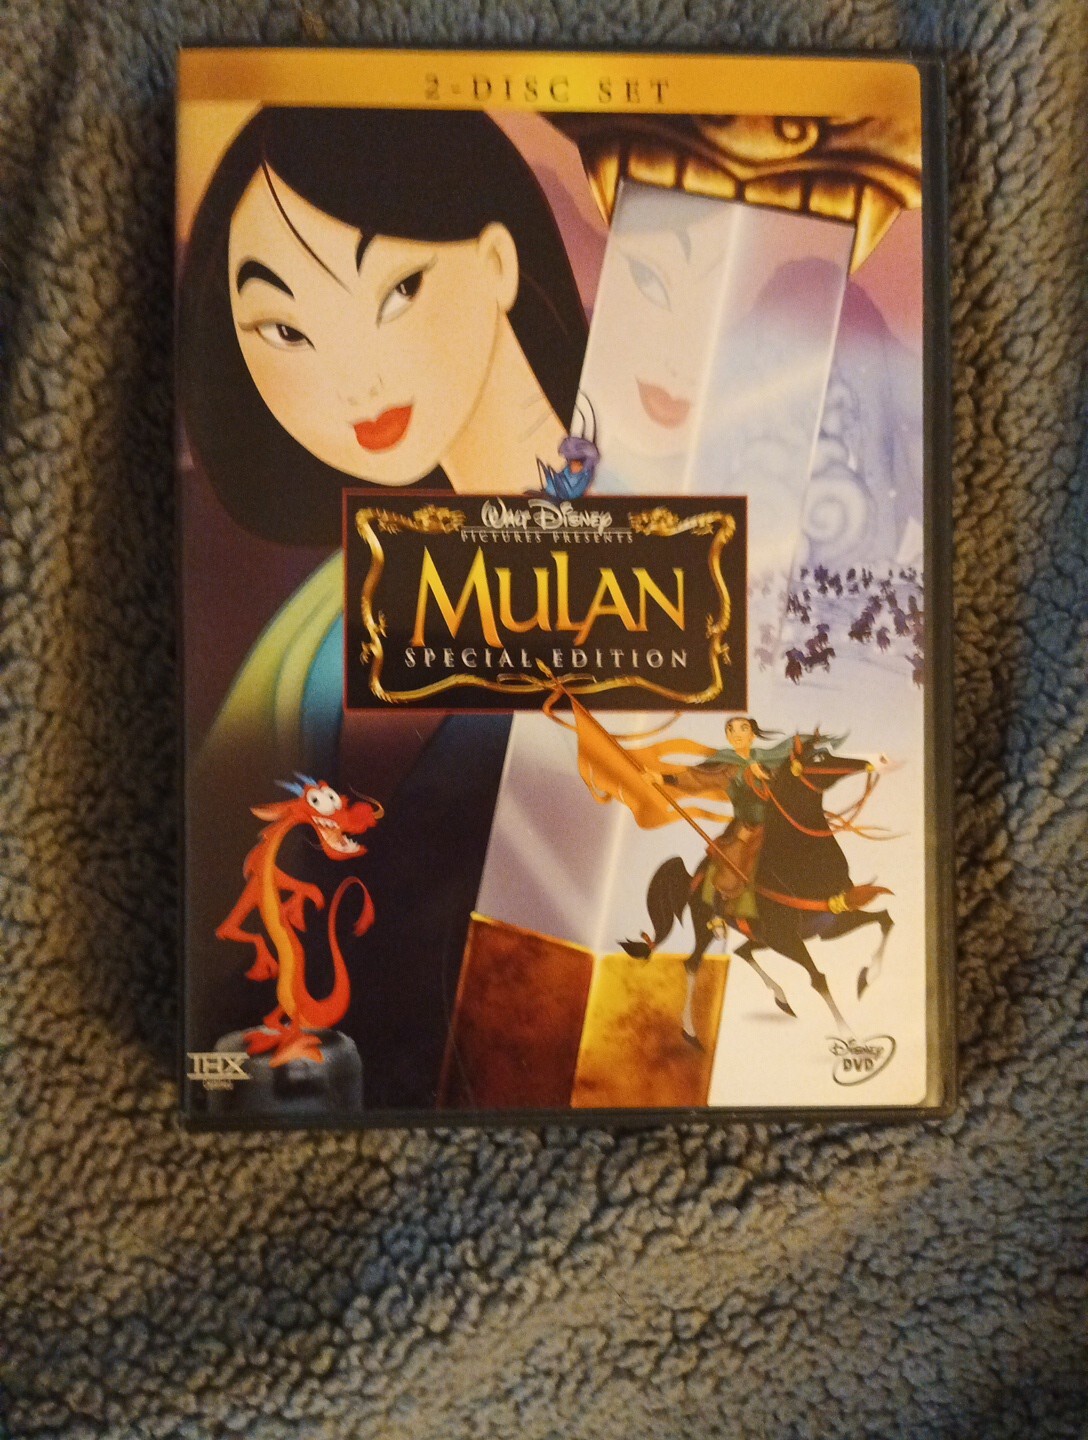 2-DISC SET
WALT DISNEY
PICTURES PRESENTS
MULAN
SPECIAL EDITION
THX
DISNEY
DVD